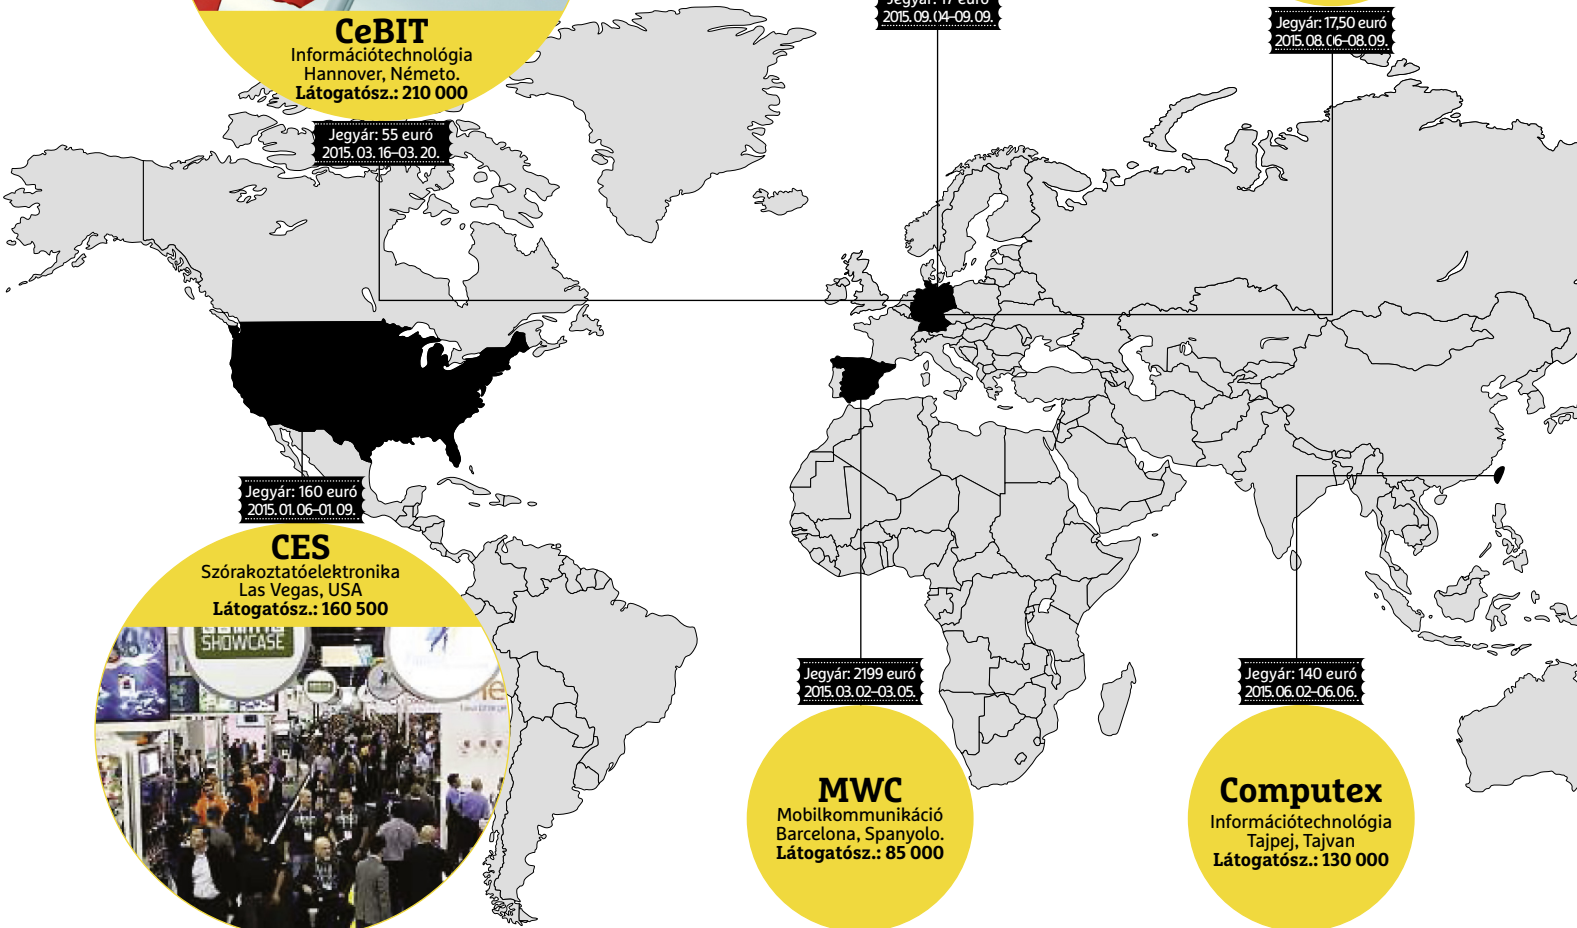 CeBIT
Információtechnológia
Hannover, Németo.
Látogatósz.: 210 000
Jegyár: 55 euró
2015. 03. 16–03. 20.
Jegyár: 17 euró
2015. 09. 04–09. 09.
Jegyár: 17,50 euró
2015. 08. 06–08. 09.
Jegyár: 160 euró
2015. 01. 06–01. 09.
CES
Szórakoztatóelektronika
Las Vegas, USA
Látogatósz.: 160 500
SHOWCASE
Jegyár: 2199 euró
2015. 03. 02–03. 05.
MWC
Mobilkommunikáció
Barcelona, Spanyolo.
Látogatósz.: 85 000
Jegyár: 140 euró
2015. 06. 02–06. 06.
Computex
Információtechnológia
Tajpej, Tajvan
Látogatósz.: 130 000